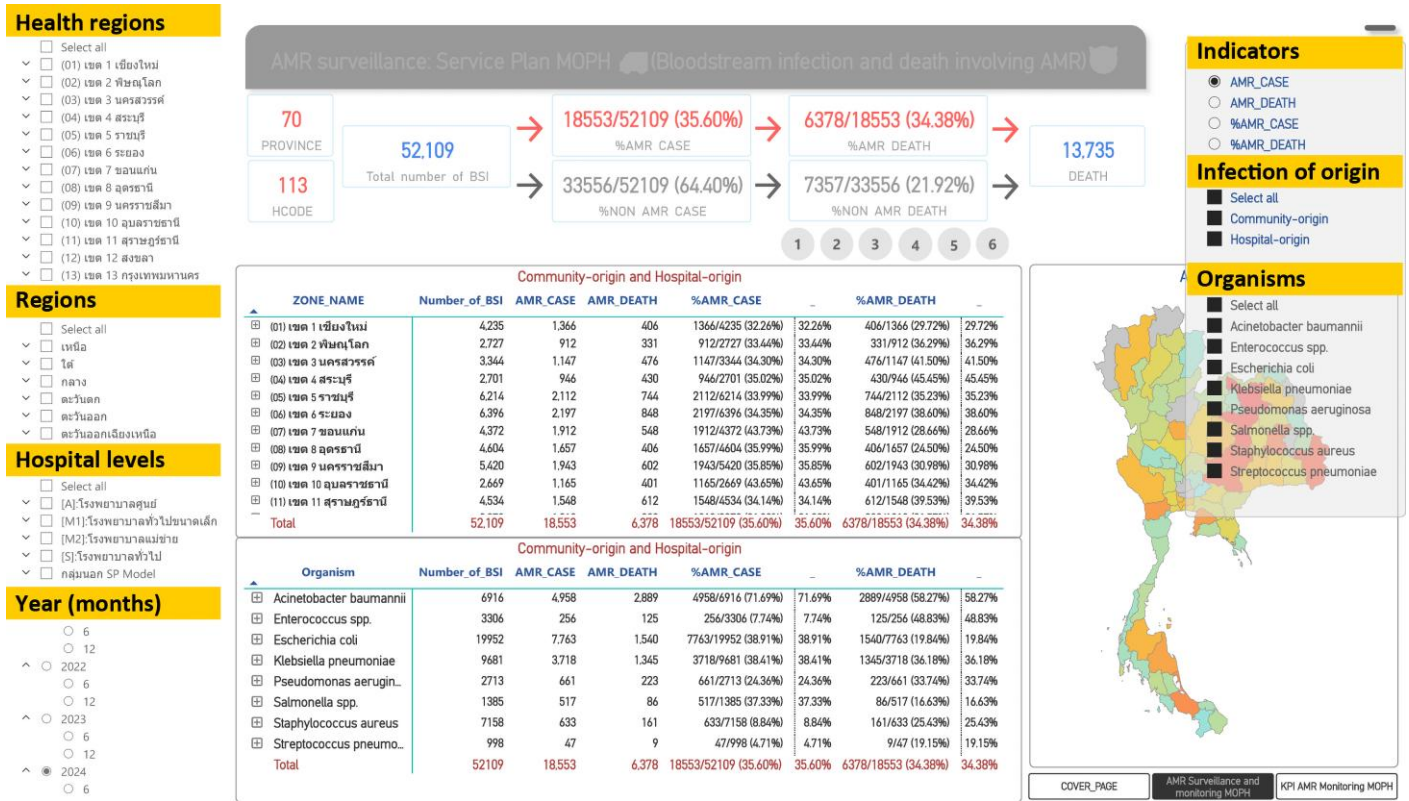 Health regions
Select all
(01) เขต 1 เชียงใหม่
(02) เขต 2 พิษณุโลก
(03) เขต 3 นครสวรรค์
(04) เขต 4 สระบุรี
(05) เขต 5 ราชบุรี
(06) เขต 6 ระยอง
(07) เขต 7 ขอนแก่น
(08) เขต 8 อุดรธานี
(09) เขต 9 นครราชสีมา
(10) เขต 10 อุบลราชธานี
(11) เขต 11 สุราษฎร์ธานี
(12) เขต 12 สงขลา
(13) เขต 13 กรุงเทพมหานคร
Regions
Select all
เหนือ
ใต้
กลาง
ตะวันตก
ตะวันออก
ตะวันออกเฉียงเหนือ
Hospital levels
Select all
[A]:โรงพยาบาลศูนย์
[M1]:โรงพยาบาลทั่วไปขนาดเล็ก
[M2]:โรงพยาบาลแม่ข่าย
[S]:โรงพยาบาลทั่วไป
กลุ่มนอก SP Model
Year (months)
6
12
2022
6
12
2023
6
12
2024
6
AMR surveillance: Service Plan MOPH (Bloodstream infection and death involving AMR)
70
PROVINCE
113
HCODE
52,109
Total number of BSI
18553/52109 (35.60%)
%AMR CASE
33556/52109 (64.40%)
%NON AMR CASE
6378/18553 (34.38%)
%AMR DEATH
7357/33556 (21.92%)
%NON AMR DEATH
13,735
DEATH
1 2 3 4 5 6
Community-origin and Hospital-origin
ZONE_NAME Number_of_BSI AMR_CASE AMR_DEATH %AMR_CASE _ %AMR_DEATH _
(01) เขต 1 เชียงใหม่ 4,235 1,366 406 1366/4235 (32.26%) 32.26% 406/1366 (29.72%) 29.72%
(02) เขต 2 พิษณุโลก 2,727 912 331 912/2727 (33.44%) 33.44% 331/912 (36.29%) 36.29%
(03) เขต 3 นครสวรรค์ 3,344 1,147 476 1147/3344 (34.30%) 34.30% 476/1147 (41.50%) 41.50%
(04) เขต 4 สระบุรี 2,701 946 430 946/2701 (35.02%) 35.02% 430/946 (45.45%) 45.45%
(05) เขต 5 ราชบุรี 6,214 2,112 744 2112/6214 (33.99%) 33.99% 744/2112 (35.23%) 35.23%
(06) เขต 6 ระยอง 6,396 2,197 848 2197/6396 (34.35%) 34.35% 848/2197 (38.60%) 38.60%
(07) เขต 7 ขอนแก่น 4,372 1,912 548 1912/4372 (43.73%) 43.73% 548/1912 (28.66%) 28.66%
(08) เขต 8 อุดรธานี 4,604 1,657 406 1657/4604 (35.99%) 35.99% 406/1657 (24.50%) 24.50%
(09) เขต 9 นครราชสีมา 5,420 1,943 602 1943/5420 (35.85%) 35.85% 602/1943 (30.98%) 30.98%
(10) เขต 10 อุบลราชธานี 2,669 1,165 401 1165/2669 (43.65%) 43.65% 401/1165 (34.42%) 34.42%
(11) เขต 11 สุราษฎร์ธานี 4,534 1,548 612 1548/4534 (34.14%) 34.14% 612/1548 (39.53%) 39.53%
Total 52,109 18,553 6,378 18553/52109 (35.60%) 35.60% 6378/18553 (34.38%) 34.38%
Community-origin and Hospital-origin
Organism Number_of_BSI AMR_CASE AMR_DEATH %AMR_CASE _ %AMR_DEATH _
Acinetobacter baumannii 6916 4,958 2,889 4958/6916 (71.69%) 71.69% 2889/4958 (58.27%) 58.27%
Enterococcus spp. 3306 256 125 256/3306 (7.74%) 7.74% 125/256 (48.83%) 48.83%
Escherichia coli 19952 7,763 1,540 7763/19952 (38.91%) 38.91% 1540/7763 (19.84%) 19.84%
Klebsiella pneumoniae 9681 3,718 1,345 3718/9681 (38.41%) 38.41% 1345/3718 (36.18%) 36.18%
Pseudomonas aerugin... 2713 661 223 661/2713 (24.36%) 24.36% 223/661 (33.74%) 33.74%
Salmonella spp. 1385 517 86 517/1385 (37.33%) 37.33% 86/517 (16.63%) 16.63%
Staphylococcus aureus 7158 633 161 633/7158 (8.84%) 8.84% 161/633 (25.43%) 25.43%
Streptococcus pneumo... 998 47 9 47/998 (4.71%) 4.71% 9/47 (19.15%) 19.15%
Total 52109 18,553 6,378 18553/52109 (35.60%) 35.60% 6378/18553 (34.38%) 34.38%
Indicators
AMR_CASE
AMR_DEATH
%AMR_CASE
%AMR_DEATH
Infection of origin
Select all
Community-origin
Hospital-origin
Organisms
Select all
Acinetobacter baumannii
Enterococcus spp.
Escherichia coli
Klebsiella pneumoniae
Pseudomonas aeruginosa
Salmonella spp.
Staphylococcus aureus
Streptococcus pneumoniae
COVER_PAGE
AMR Surveillance and
monitoring MOPH
KPI AMR Monitoring MOPH